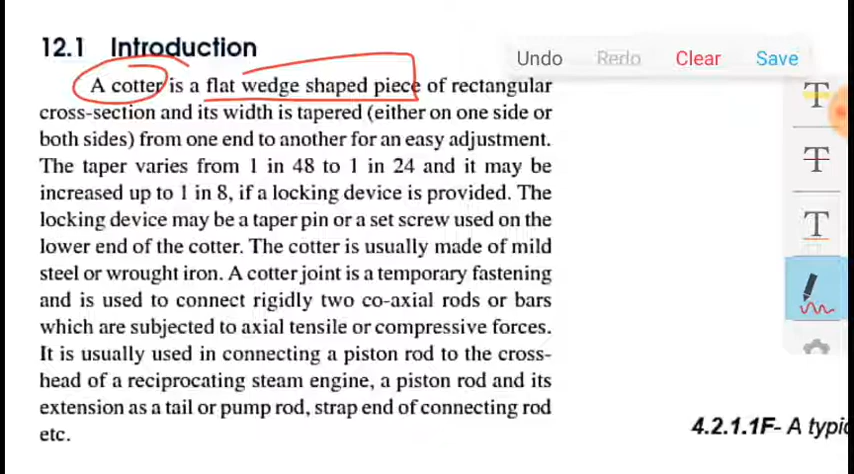 12.1 Introduction
Undo Redo Clear Save
A cotter is a flat wedge shaped piece of rectangular
cross-section and its width is tapered (either on one side or
both sides) from one end to another for an easy adjustment.
The taper varies from 1 in 48 to 1 in 24 and it may be
increased up to 1 in 8, if a locking device is provided. The
locking device may be a taper pin or a set screw used on the
lower end of the cotter. The cotter is usually made of mild
steel or wrought iron. A cotter joint is a temporary fastening
and is used to connect rigidly two co-axial rods or bars
which are subjected to axial tensile or compressive forces.
It is usually used in connecting a piston rod to the cross-
head of a reciprocating steam engine, a piston rod and its
extension as a tail or pump rod, strap end of connecting rod
etc.
4.2.1.1F- A typic
T
T
T